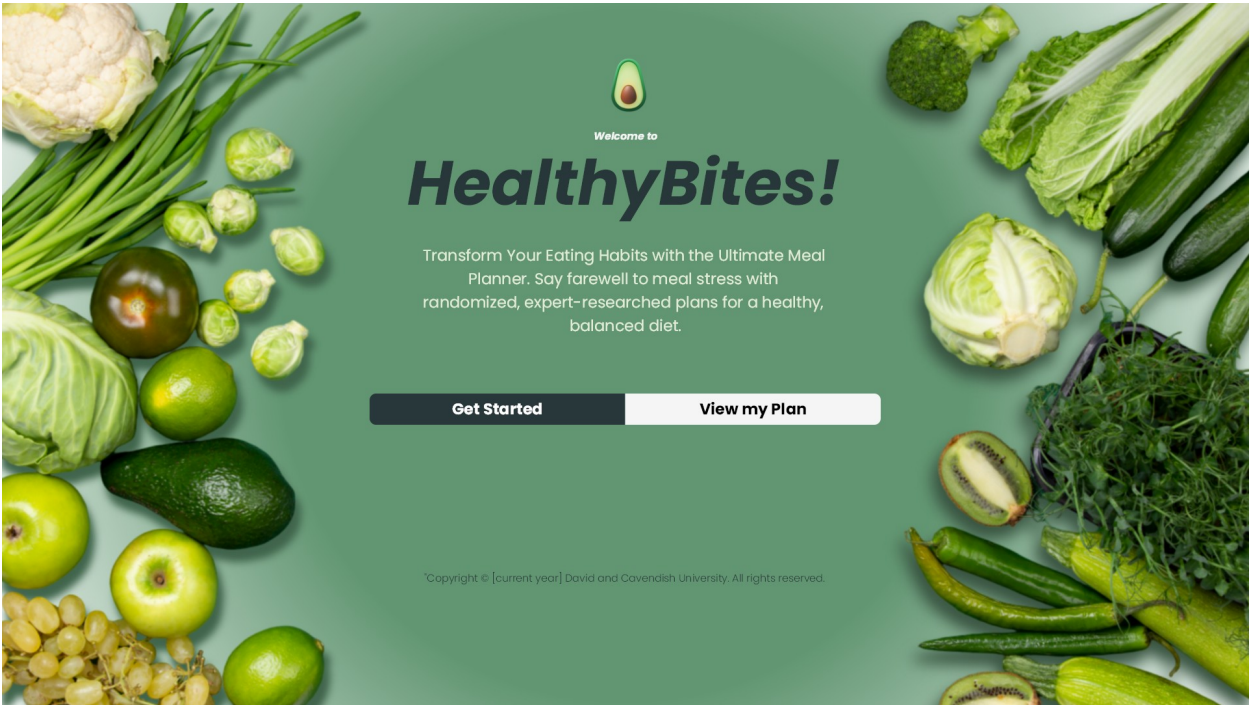 Welcome to
HealthyBites!
Transform Your Eating Habits with the Ultimate Meal
Planner. Say farewell to meal stress with
randomized, expert-researched plans for a healthy,
balanced diet.
Get Started
View my Plan
"Copyright © [current year] David and Cavendish University. All rights reserved.